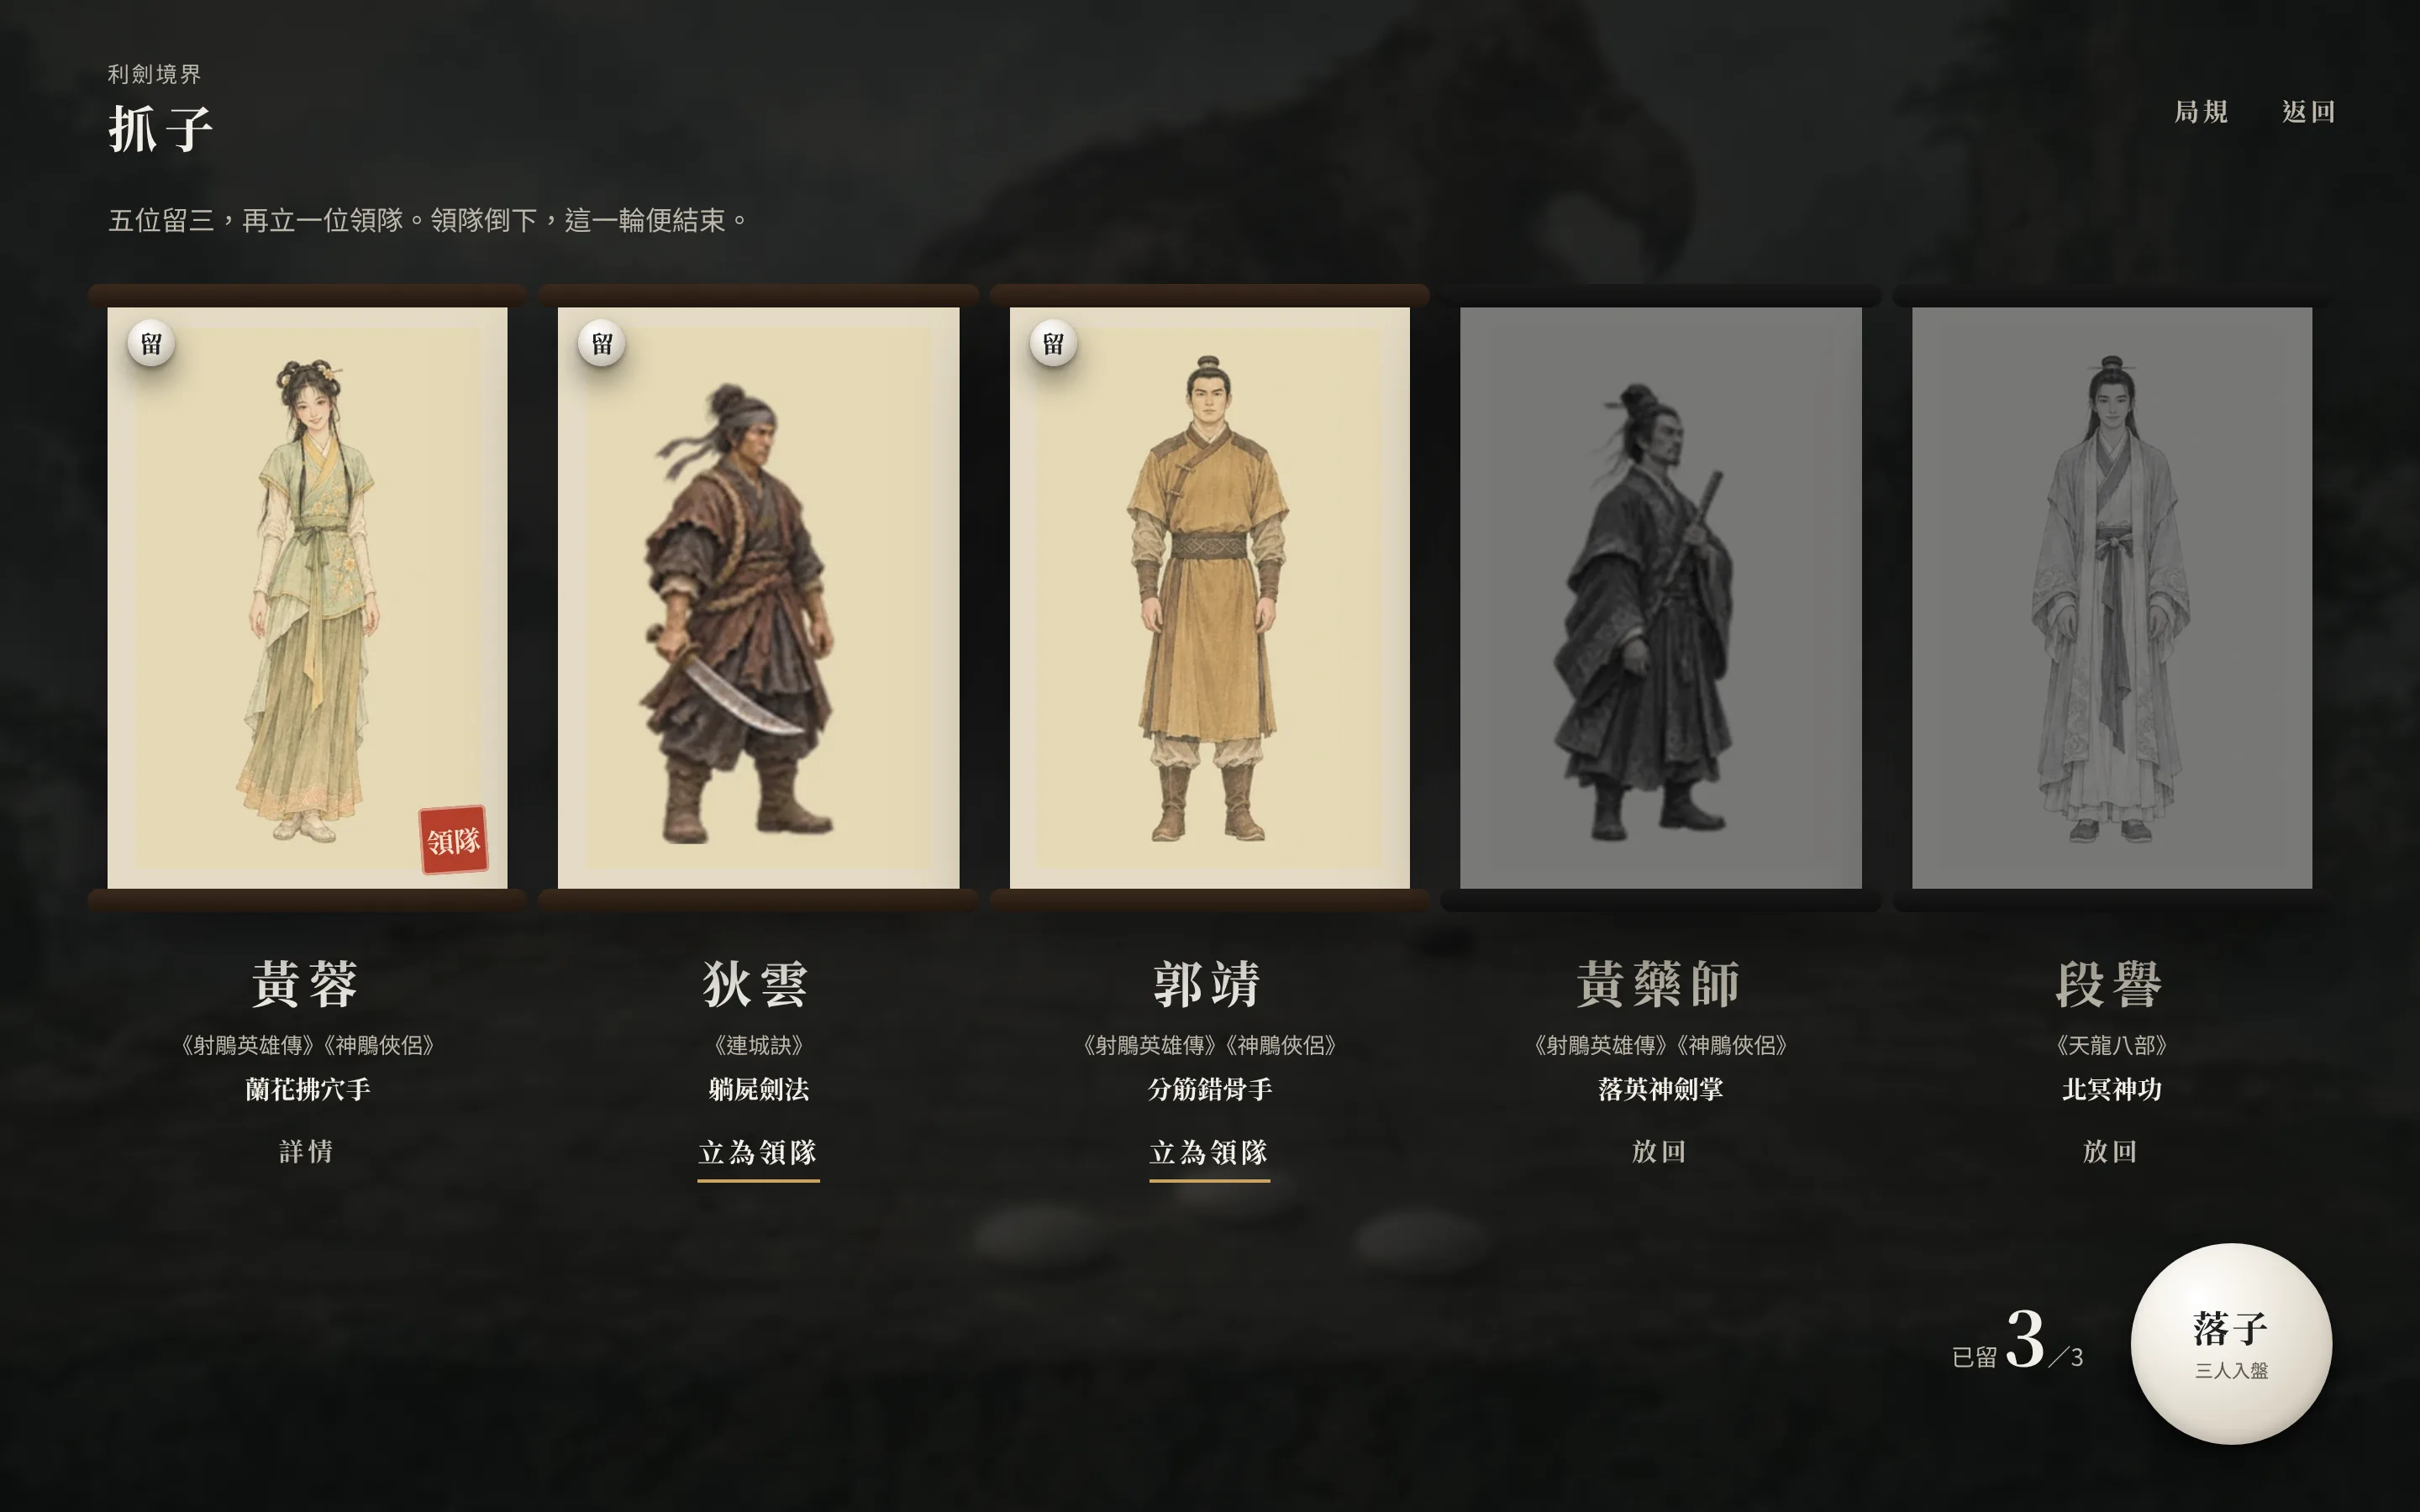 利劍境界
抓子
局規
返回
五位留三，再立一位領隊。領隊倒下，這一輪便結束。
留
留
留
領隊
黃蓉
《射鵰英雄傳》《神鵰俠侶》
蘭花拂穴手
詳情
狄雲
《連城訣》
躺屍劍法
立為領隊
郭靖
《射鵰英雄傳》《神鵰俠侶》
分筋錯骨手
立為領隊
黃藥師
《射鵰英雄傳》《神鵰俠侶》
落英神劍掌
放回
段譽
《天龍八部》
北冥神功
放回
已留 3／3
落子
三人入盤